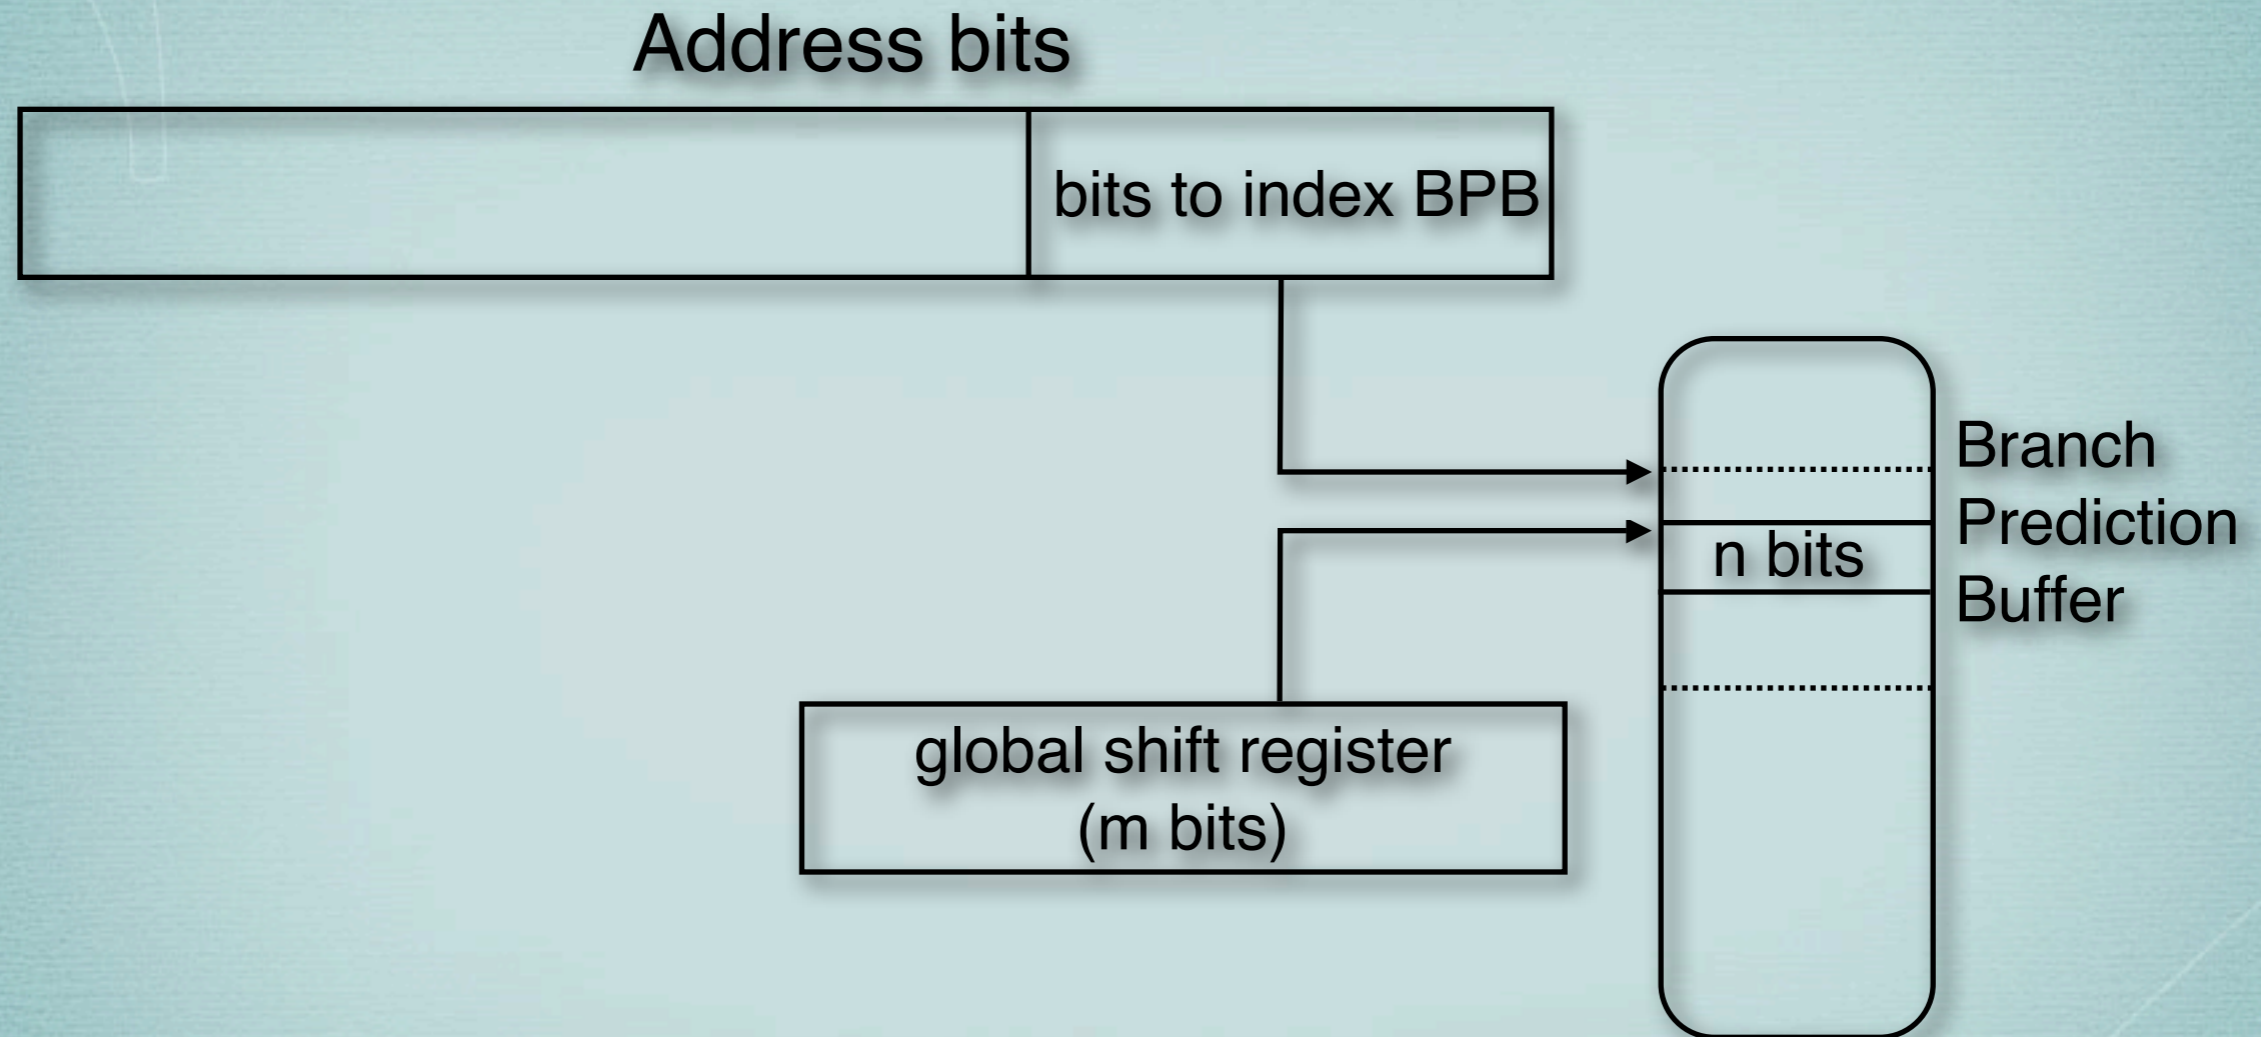 Address bits
bits to index BPB
Branch
Prediction
Buffer
n bits
global shift register
(m bits)